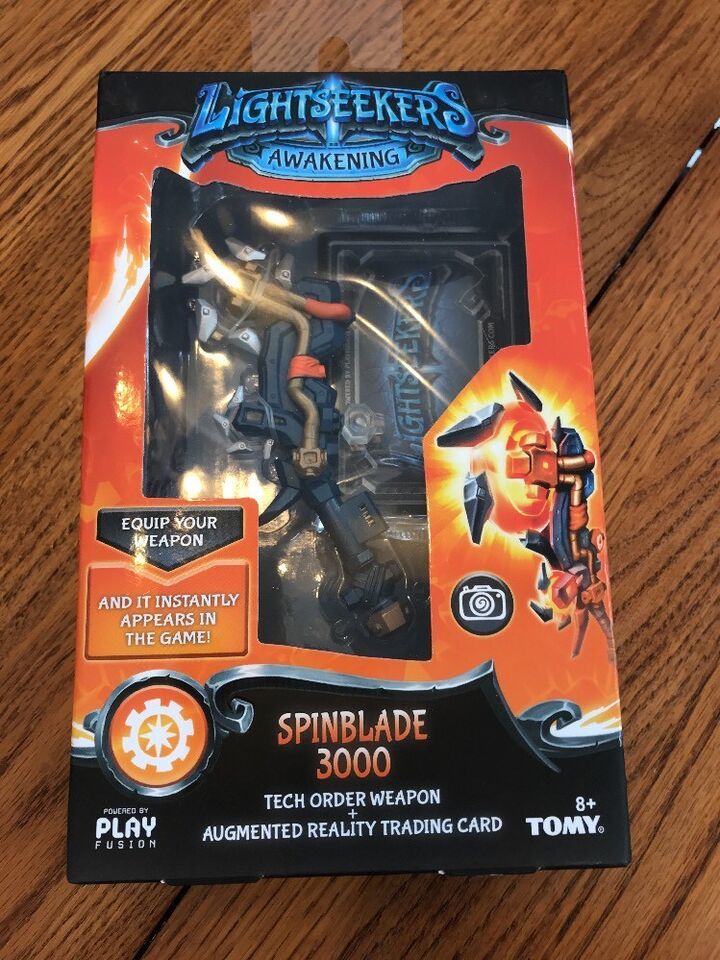 LIGHTSEEKERS
AWAKENING
LIGHTSEEKERS
EQUIP YOUR
WEAPON
AND IT INSTANTLY
APPEARS IN
THE GAME!
SPINBLADE
3000
TECH ORDER WEAPON
+
AUGMENTED REALITY TRADING CARD
POWERED BY
PLAY
FUSION
8+
TOMY®